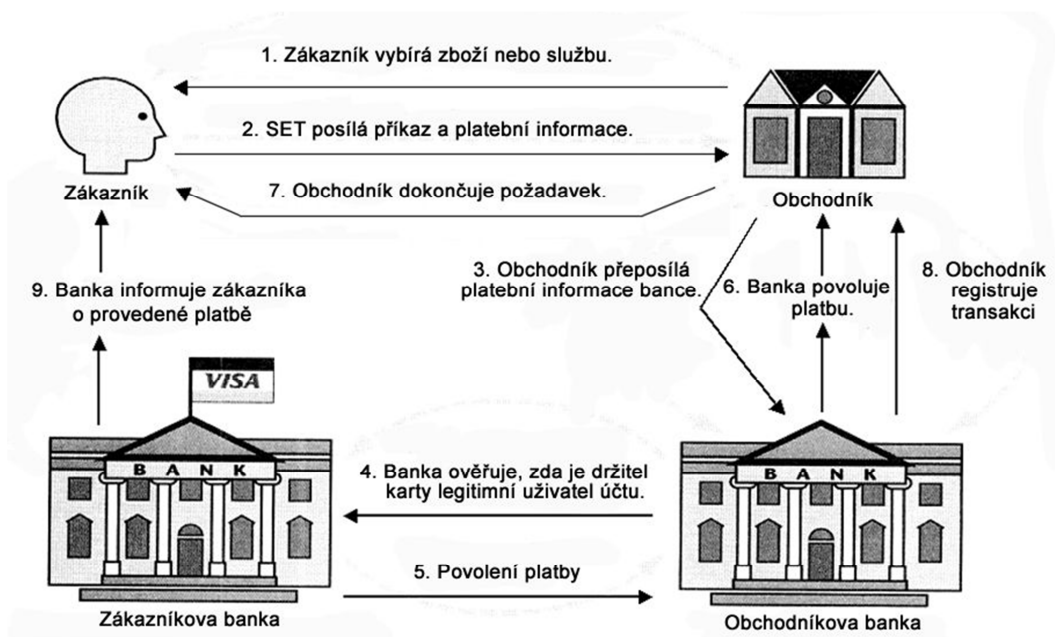 1. Zákazník vybírá zboží nebo službu.
2. SET posílá příkaz a platební informace.
Zákazník
7. Obchodník dokončuje požadavek.
Obchodník
3. Obchodník přeposílá
platební informace bance.
6. Banka povoluje
platbu.
8. Obchodník
registruje
transakci
9. Banka informuje zákazníka
o provedené platbě
VISA
BANK
4. Banka ověřuje, zda je držitel
karty legitimní uživatel účtu.
BANK
5. Povolení platby
Zákazníkova banka
Obchodníkova banka